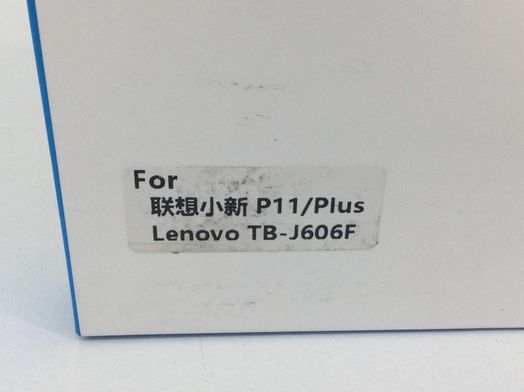 For
联想小新 P11/Plus
Lenovo TB-J606F